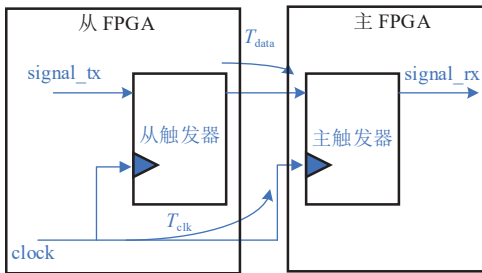 从 FPGA
主 FPGA
T_data
signal_tx
signal_rx
从触发器
主触发器
T_clk
clock